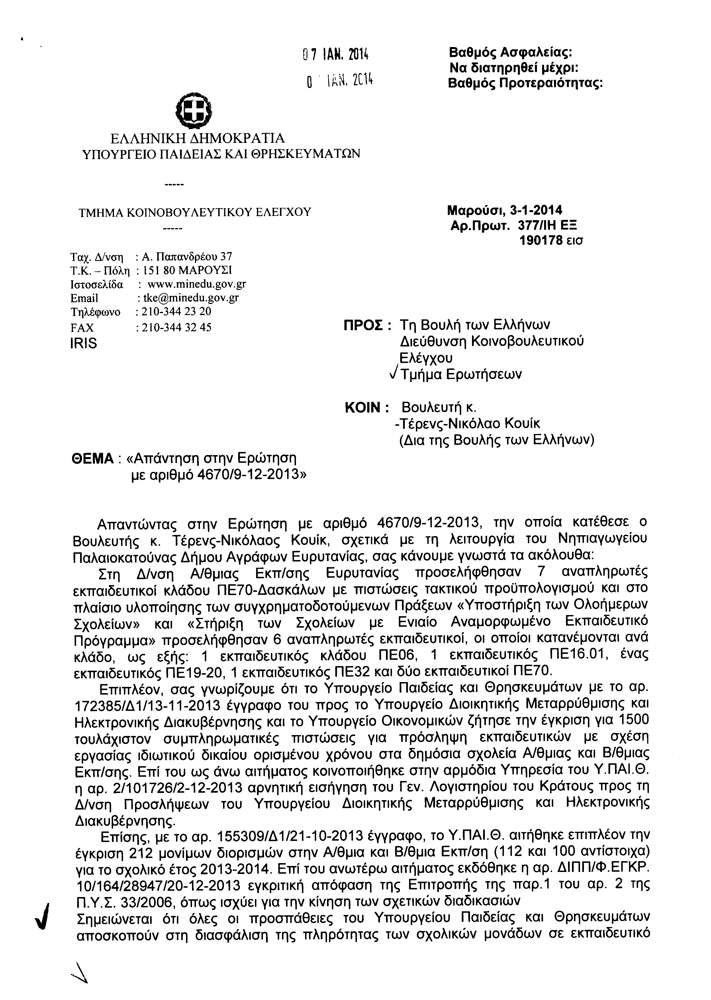 07 ΙΑΝ. 2014
ΙΑΝ. 2014
Βαθμός Ασφαλείας:
Να διατηρηθεί μέχρι:
Βαθμός Προτεραιότητας:
ΕΛΛΗΝΙΚΗ ΔΗΜΟΚΡΑΤΙΑ
ΥΠΟΥΡΓΕΙΟ ΠΑΙΔΕΙΑΣ ΚΑΙ ΘΡΗΣΚΕΥΜΑΤΩΝ
-----
ΤΜΗΜΑ ΚΟΙΝΟΒΟΥΛΕΥΤΙΚΟΥ ΕΛΕΓΧΟΥ
-----
Μαρούσι, 3-1-2014
Αρ.Πρωτ. 377/ΙΗ ΕΞ
190178 εισ
Ταχ. Δ/νση : Α. Παπανδρέου 37
Τ.Κ. – Πόλη : 151 80 ΜΑΡΟΥΣΙ
Ιστοσελίδα : www.minedu.gov.gr
Email : tke@minedu.gov.gr
Τηλέφωνο : 210-344 23 20
FAX : 210-344 32 45
IRIS
ΠΡΟΣ : Τη Βουλή των Ελλήνων
Διεύθυνση Κοινοβουλευτικού
Ελέγχου
Τμήμα Ερωτήσεων
ΚΟΙΝ : Βουλευτή κ.
-Τέρενς-Νικόλαο Κουίκ
(Δια της Βουλής των Ελλήνων)
ΘΕΜΑ : «Απάντηση στην Ερώτηση
με αριθμό 4670/9-12-2013»
Απαντώντας στην Ερώτηση με αριθμό 4670/9-12-2013, την οποία κατέθεσε ο
Βουλευτής κ. Τέρενς-Νικόλαος Κουίκ, σχετικά με τη λειτουργία του Νηπιαγωγείου
Παλαιοκατούνας Δήμου Αγράφων Ευρυτανίας, σας κάνουμε γνωστά τα ακόλουθα:
Στη Δ/νση Α/θμιας Εκπ/σης Ευρυτανίας προσελήφθησαν 7 αναπληρωτές
εκπαιδευτικοί κλάδου ΠΕ70-Δασκάλων με πιστώσεις τακτικού προϋπολογισμού και στο
πλαίσιο υλοποίησης των συγχρηματοδοτούμενων Πράξεων «Υποστήριξη των Ολοήμερων
Σχολείων» και «Στήριξη των Σχολείων με Ενιαίο Αναμορφωμένο Εκπαιδευτικό
Πρόγραμμα» προσελήφθησαν 6 αναπληρωτές εκπαιδευτικοί, οι οποίοι κατανέμονται ανά
κλάδο, ως εξής: 1 εκπαιδευτικός κλάδου ΠΕ06, 1 εκπαιδευτικός ΠΕ16.01, ένας
εκπαιδευτικός ΠΕ19-20, 1 εκπαιδευτικός ΠΕ32 και δύο εκπαιδευτικοί ΠΕ70.
Επιπλέον, σας γνωρίζουμε ότι το Υπουργείο Παιδείας και Θρησκευμάτων με το αρ.
172385/Δ1/13-11-2013 έγγραφο του προς το Υπουργείο Διοικητικής Μεταρρύθμισης και
Ηλεκτρονικής Διακυβέρνησης και το Υπουργείο Οικονομικών ζήτησε την έγκριση για 1500
τουλάχιστον συμπληρωματικές πιστώσεις για πρόσληψη εκπαιδευτικών με σχέση
εργασίας ιδιωτικού δικαίου ορισμένου χρόνου στα δημόσια σχολεία Α/θμιας και Β/θμιας
Εκπ/σης. Επί του ως άνω αιτήματος κοινοποιήθηκε στην αρμόδια Υπηρεσία του Υ.ΠΑΙ.Θ.
η αρ. 2/101726/2-12-2013 αρνητική εισήγηση του Γεν. Λογιστηρίου του Κράτους προς τη
Δ/νση Προσλήψεων του Υπουργείου Διοικητικής Μεταρρύθμισης και Ηλεκτρονικής
Διακυβέρνησης.
Επίσης, με το αρ. 155309/Δ1/21-10-2013 έγγραφο, το Υ.ΠΑΙ.Θ. αιτήθηκε επιπλέον την
έγκριση 212 μονίμων διορισμών στην Α/θμια και Β/θμια Εκπ/ση (112 και 100 αντίστοιχα)
για το σχολικό έτος 2013-2014. Επί του ανωτέρω αιτήματος εκδόθηκε η αρ. ΔΙΠΠ/Φ.ΕΓΚΡ.
10/164/28947/20-12-2013 εγκριτική απόφαση της Επιτροπής της παρ.1 του αρ. 2 της
Π.Υ.Σ. 33/2006, όπως ισχύει για την κίνηση των σχετικών διαδικασιών
Σημειώνεται ότι όλες οι προσπάθειες του Υπουργείου Παιδείας και Θρησκευμάτων
αποσκοπούν στη διασφάλιση της πληρότητας των σχολικών μονάδων σε εκπαιδευτικό